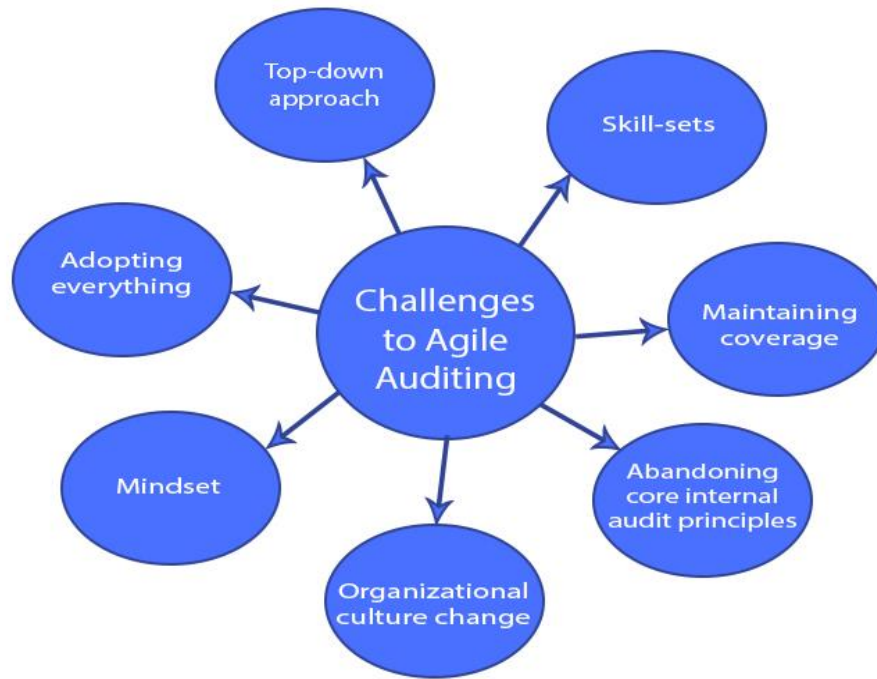 Top-down
approach
Skill-sets
Adopting
everything
Challenges
to Agile
Auditing
Maintaining
coverage
Mindset
Abandoning
core internal
audit principles
Organizational
culture change